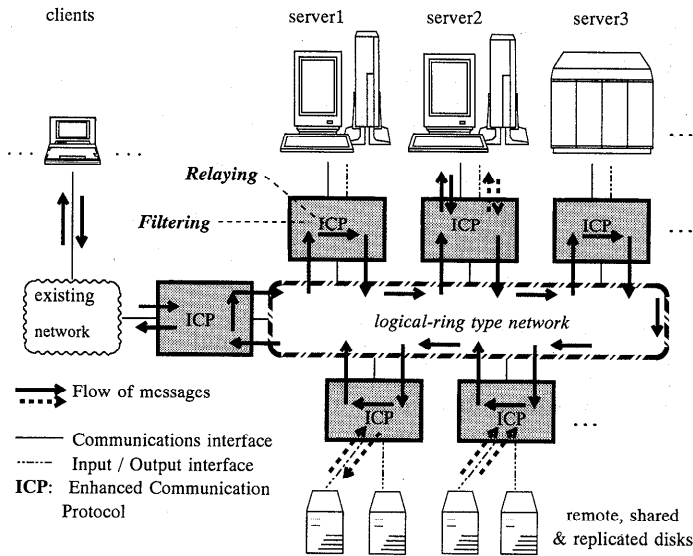 clients
server1
server2
server3
Relaying
Filtering
ICP
ICP
ICP
existing
network
ICP
logical-ring type network
Flow of messages
ICP
ICP
Communications interface
Input / Output interface
ICP: Enhanced Communication
Protocol
remote, shared
& replicated disks